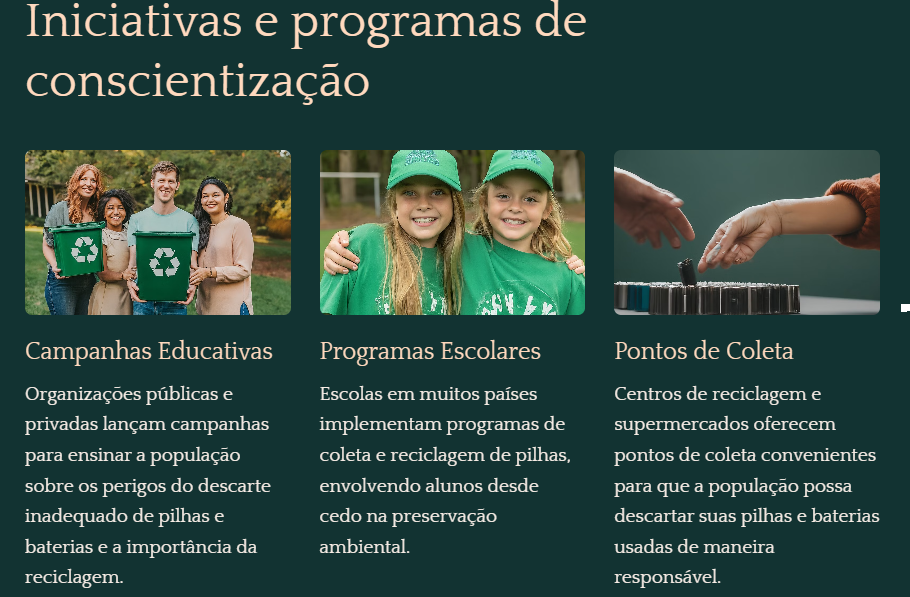 Iniciativas e programas de
conscientização
Campanhas Educativas
Organizações públicas e
privadas lançam campanhas
para ensinar a população
sobre os perigos do descarte
inadequado de pilhas e
baterias e a importância da
reciclagem.
Programas Escolares
Escolas em muitos países
implementam programas de
coleta e reciclagem de pilhas,
envolvendo alunos desde
cedo na preservação
ambiental.
Pontos de Coleta
Centros de reciclagem e
supermercados oferecem
pontos de coleta convenientes
para que a população possa
descartar suas pilhas e baterias
usadas de maneira
responsável.